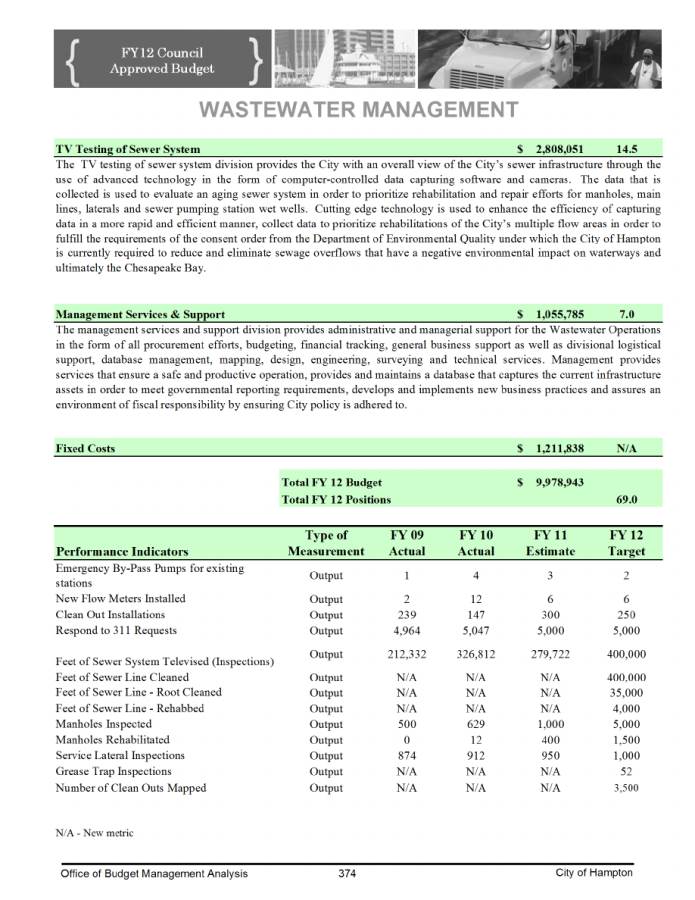 FY12 Council
Approved Budget
WASTEWATER MANAGEMENT
TV Testing of Sewer System $ 2,808,051 14.5
The TV testing of sewer system division provides the City with an overall view of the City's sewer infrastructure through the
use of advanced technology in the form of computer-controlled data capturing software and cameras. The data that is
collected is used to evaluate an aging sewer system in order to prioritize rehabilitation and repair efforts for manholes, main
lines, laterals and sewer pumping station wet wells. Cutting edge technology is used to enhance the efficiency of capturing
data in a more rapid and efficient manner, collect data to prioritize rehabilitations of the City's multiple flow areas in order to
fulfill the requirements of the consent order from the Department of Environmental Quality under which the City of Hampton
is currently required to reduce and eliminate sewage overflows that have a negative environmental impact on waterways and
ultimately the Chesapeake Bay.
Management Services & Support $ 1,055,785 7.0
The management services and support division provides administrative and managerial support for the Wastewater Operations
in the form of all procurement efforts, budgeting, financial tracking, general business support as well as divisional logistical
support, database management, mapping, design, engineering, surveying and technical services. Management provides
services that ensure a safe and productive operation, provides and maintains a database that captures the current infrastructure
assets in order to meet governmental reporting requirements, develops and implements new business practices and assures an
environment of fiscal responsibility by ensuring City policy is adhered to.
Fixed Costs $ 1,211,838 N/A
Total FY 12 Budget $ 9,978,943
Total FY 12 Positions 69.0
Performance Indicators Type of Measurement FY 09 Actual FY 10 Actual FY 11 Estimate FY 12 Target
Emergency By-Pass Pumps for existing
stations Output 1 4 3 2
New Flow Meters Installed Output 2 12 6 6
Clean Out Installations Output 239 147 300 250
Respond to 311 Requests Output 4,964 5,047 5,000 5,000
Feet of Sewer System Televised (Inspections) Output 212,332 326,812 279,722 400,000
Feet of Sewer Line Cleaned Output N/A N/A N/A 400,000
Feet of Sewer Line - Root Cleaned Output N/A N/A N/A 35,000
Feet of Sewer Line - Rehabbed Output N/A N/A N/A 4,000
Manholes Inspected Output 500 629 1,000 5,000
Manholes Rehabilitated Output 0 12 400 1,500
Service Lateral Inspections Output 874 912 950 1,000
Grease Trap Inspections Output N/A N/A N/A 52
Number of Clean Outs Mapped Output N/A N/A N/A 3,500
N/A - New metric
Office of Budget Management Analysis 374 City of Hampton